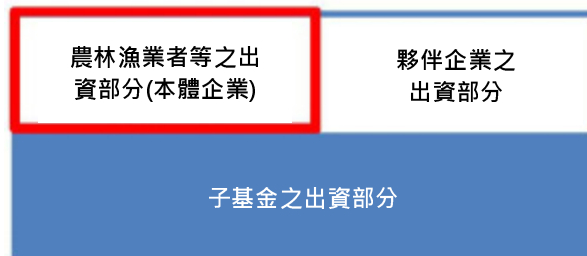 農林漁業者等之出
資部分(本體企業)
夥伴企業之
出資部分
子基金之出資部分